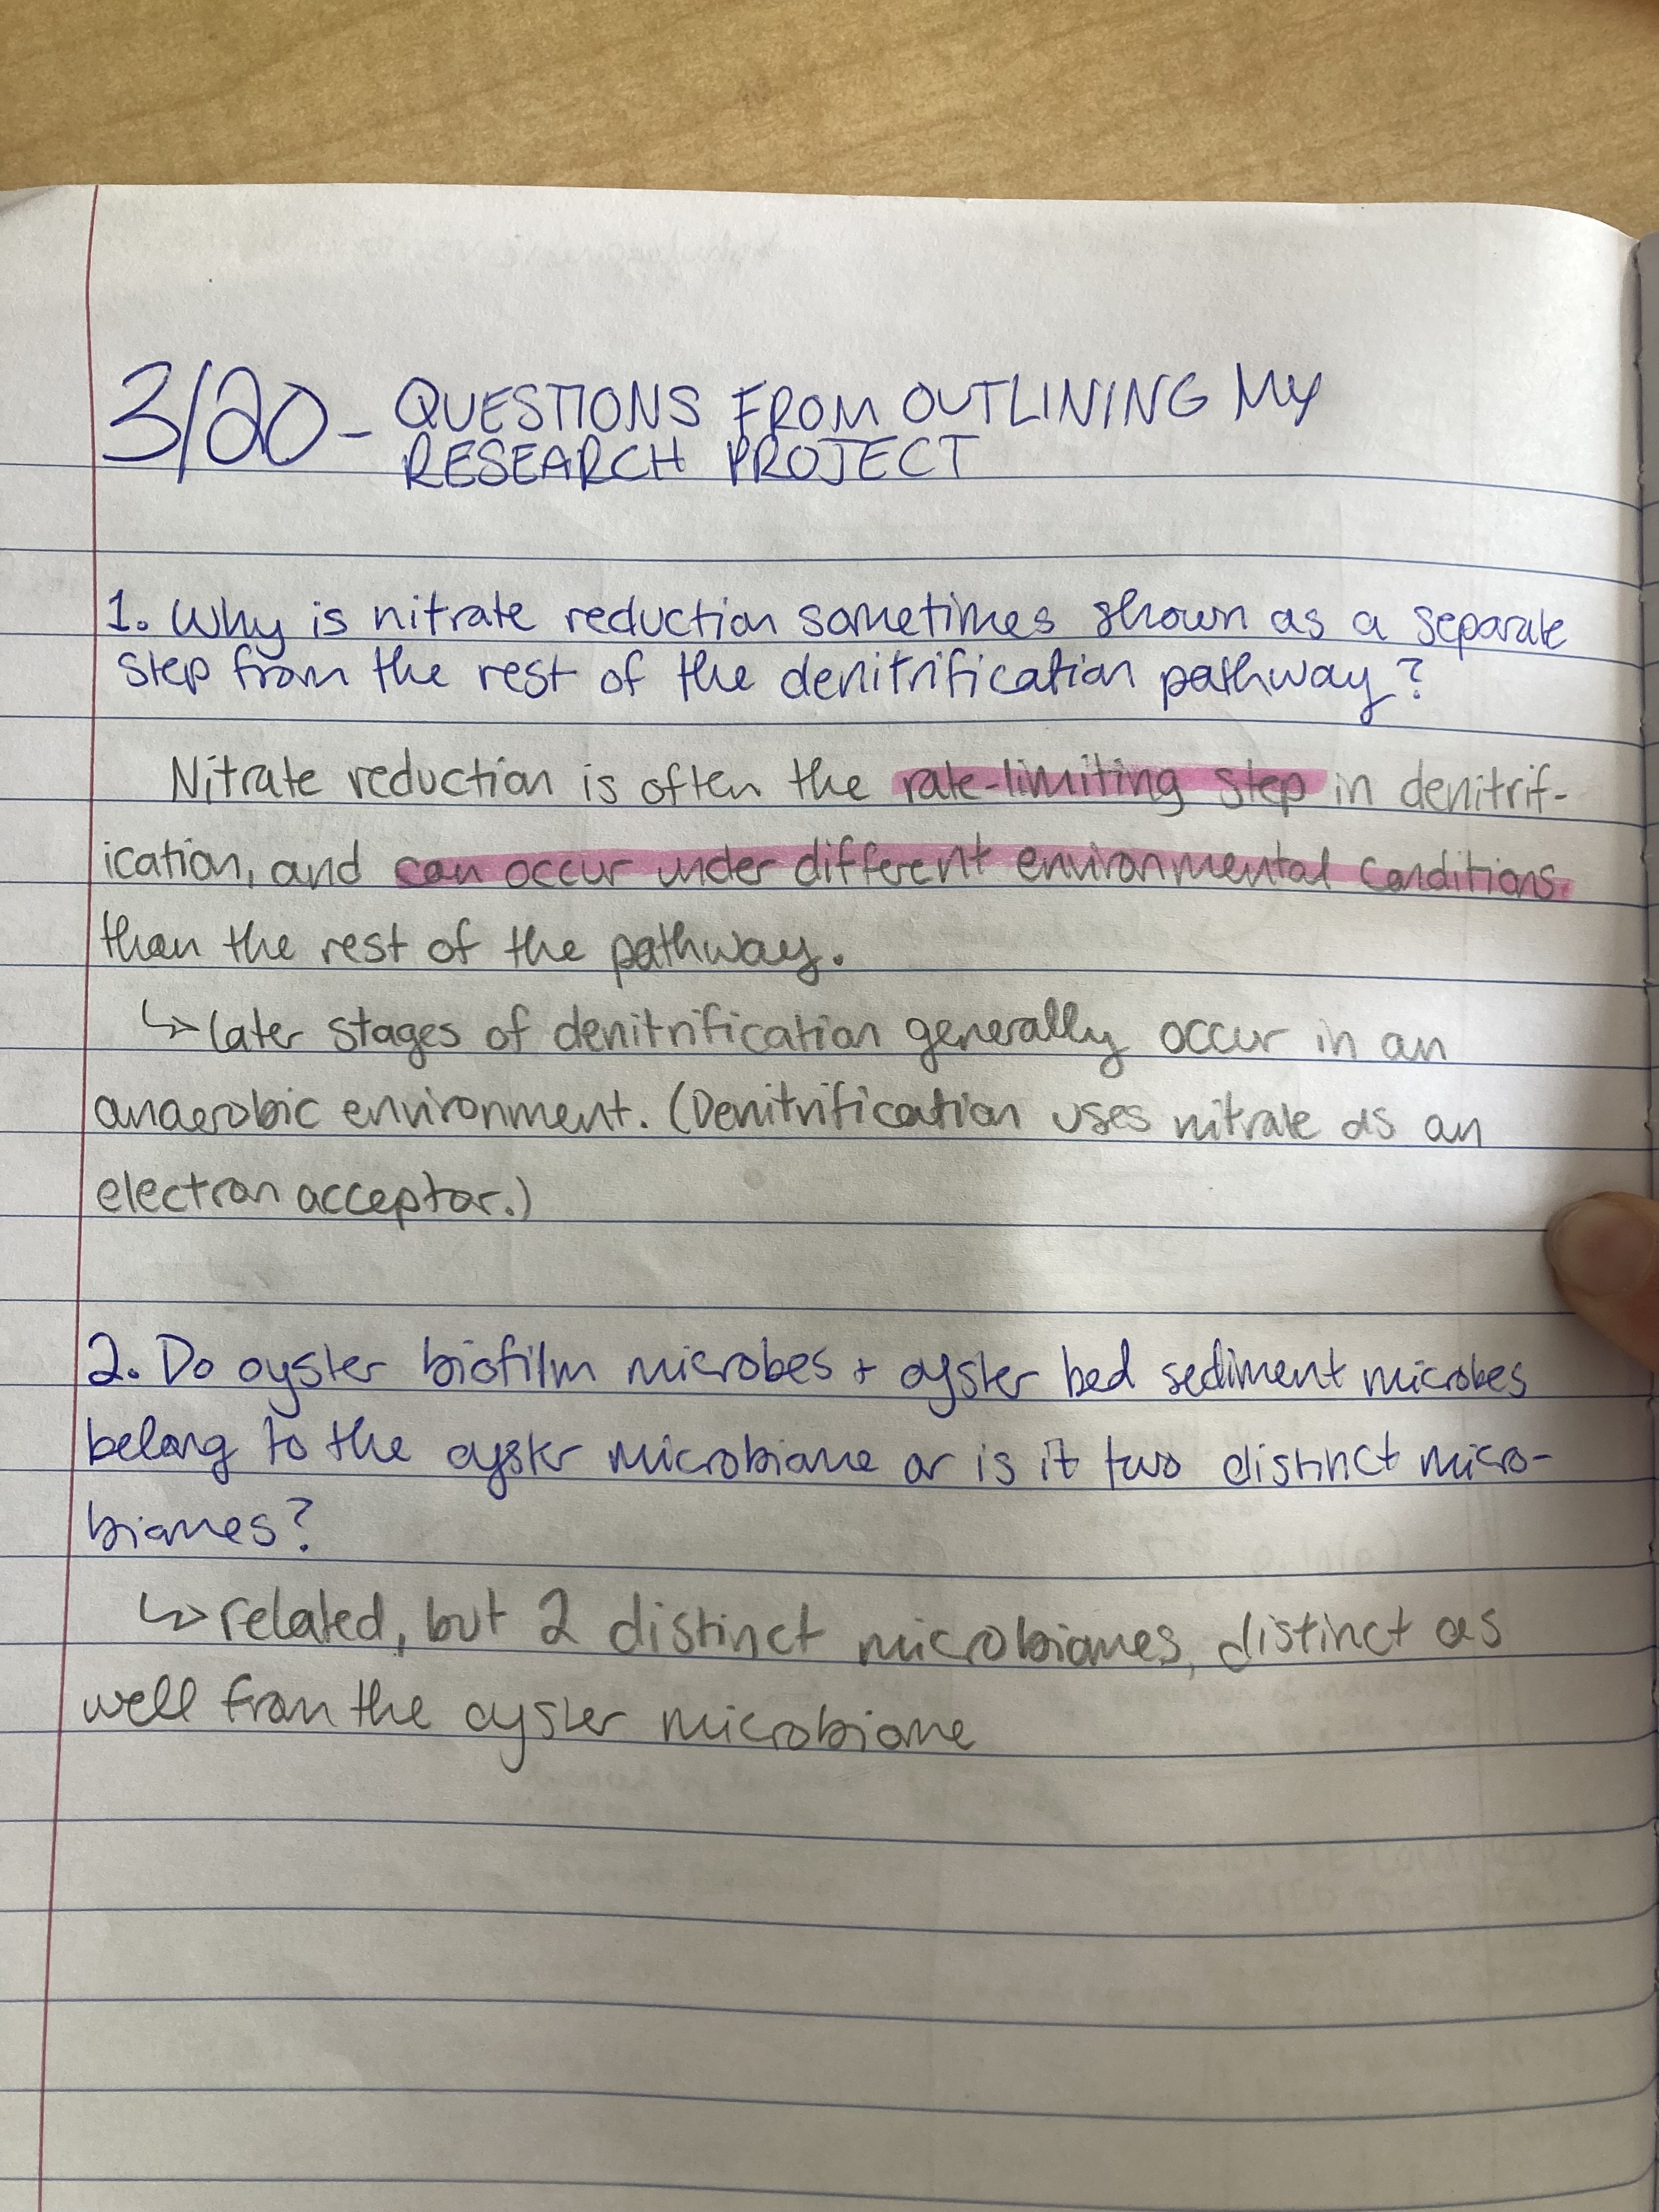 3/20 - QUESTIONS FROM OUTLINING MY
RESEARCH PROJECT
1. Why is nitrate reduction sometimes shown as a separate
step from the rest of the denitrification pathway?
Nitrate reduction is often the rate-limiting step in denitrif-
ication, and can occur under different environmental conditions
than the rest of the pathway.
↳ later stages of denitrification generally occur in an
anaerobic environment. (Denitrification uses nitrate as an
electron acceptor.)
2. Do oyster biofilm microbes + oyster bed sediment microbes
belong to the oyster microbiome or is it two distinct micro-
biomes?
↳ related, but 2 distinct microbiomes, distinct as
well from the oyster microbiome